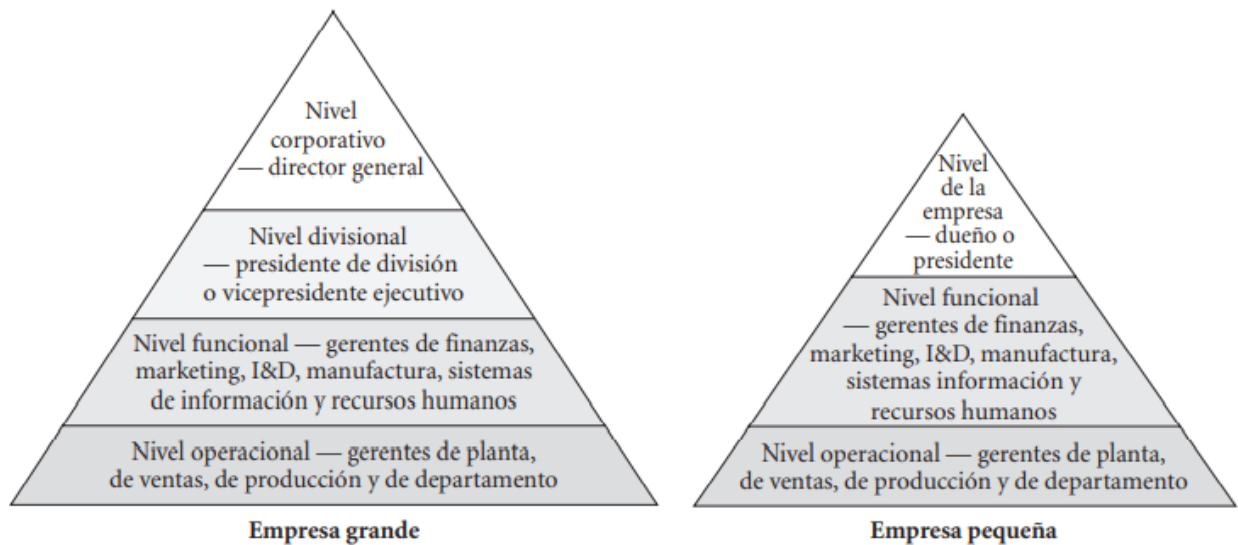 Nivel
corporativo
— director general
Nivel divisional
— presidente de división
o vicepresidente ejecutivo
Nivel funcional — gerentes de finanzas,
marketing, I&D, manufactura, sistemas
de información y recursos humanos
Nivel operacional — gerentes de planta,
de ventas, de producción y de departamento
Empresa grande
Nivel
de la
empresa
— dueño o
presidente
Nivel funcional
— gerentes de finanzas,
marketing, I&D, manufactura,
sistemas información y
recursos humanos
Nivel operacional — gerentes de planta,
de ventas, de producción y de departamento
Empresa pequeña